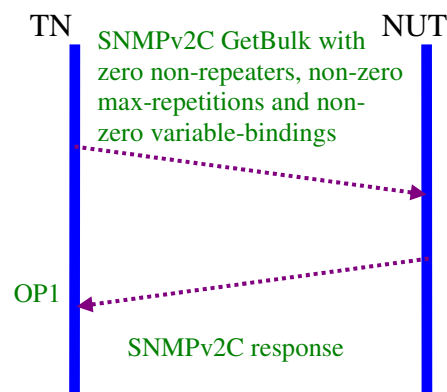 TN
NUT
SNMPv2C GetBulk with
zero non-repeaters, non-zero
max-repetitions and non-
zero variable-bindings
OP1
SNMPv2C response